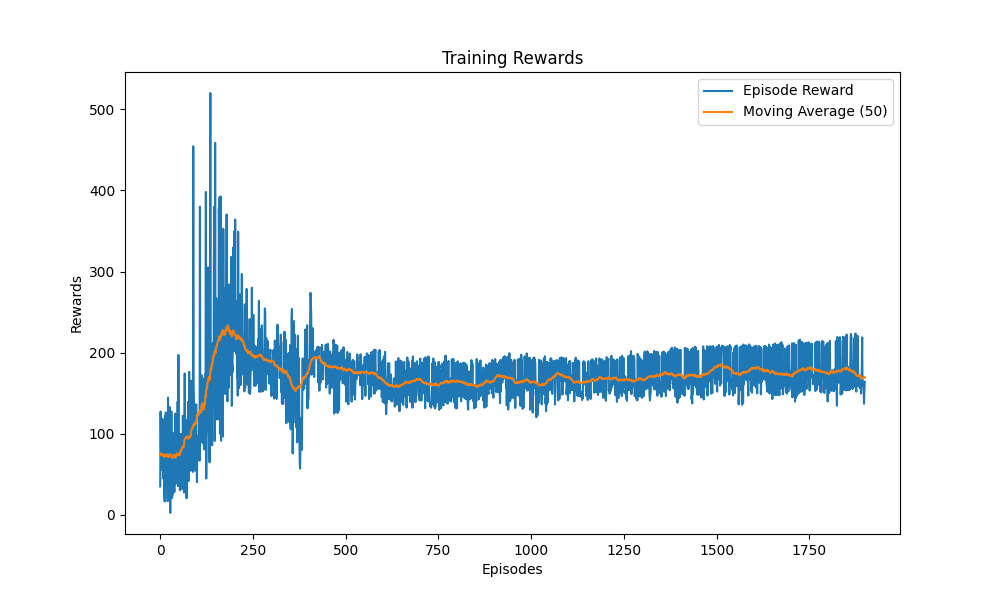 Training Rewards
Episode Reward
Moving Average (50)
500
400
300
200
100
0
Rewards
0 250 500 750 1000 1250 1500 1750
Episodes